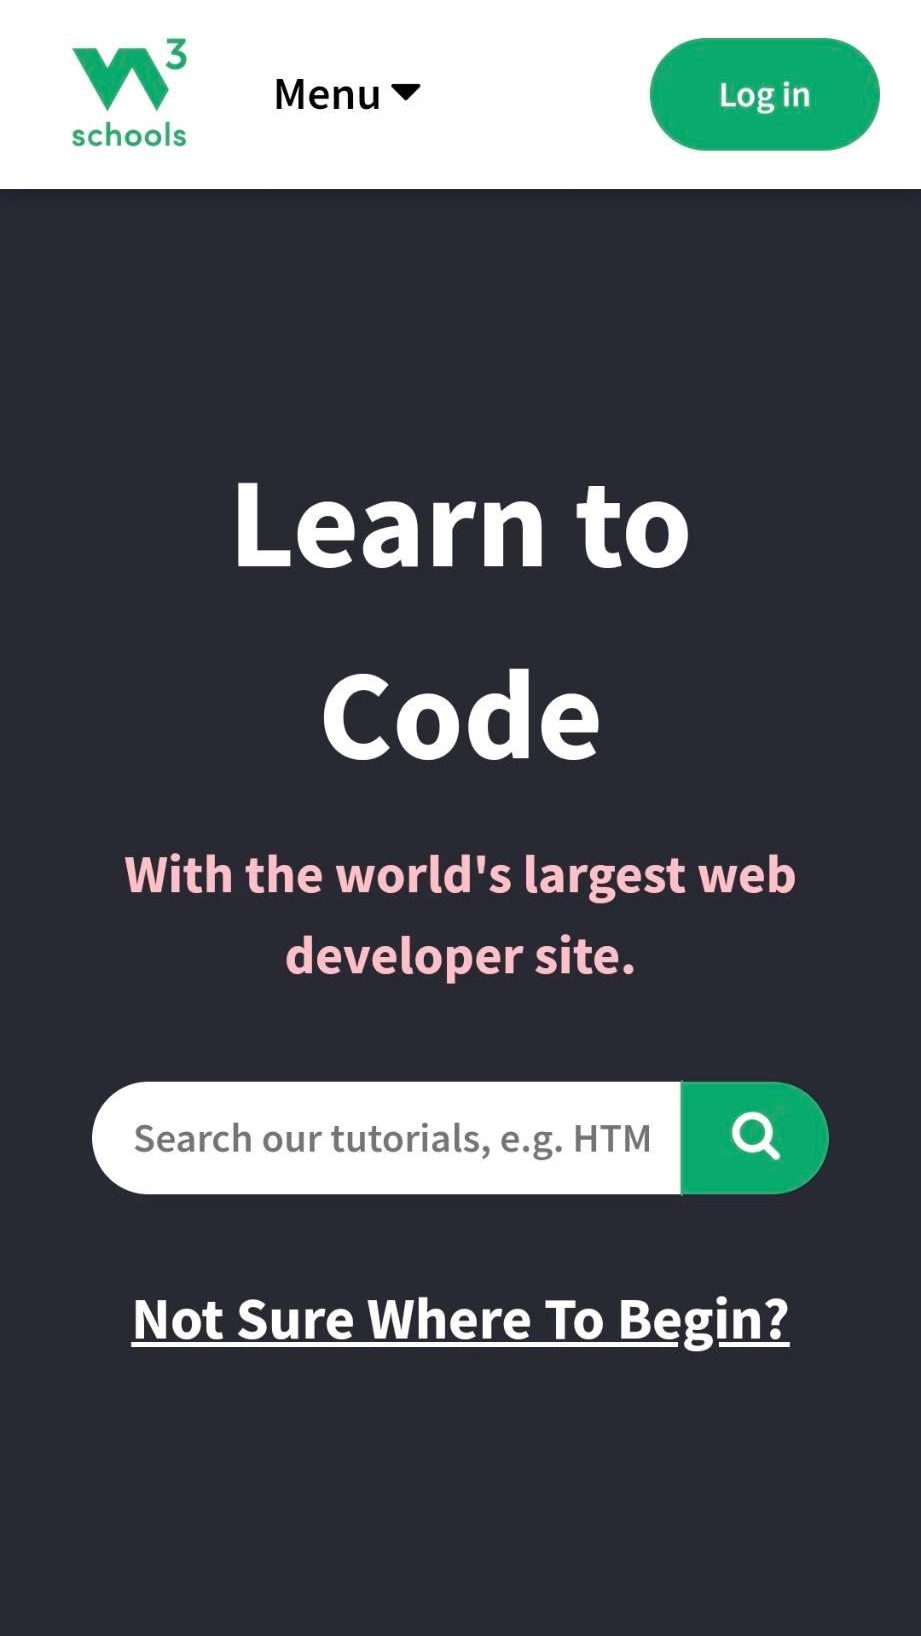 3
schools
Menu
Log in
Learn to
Code
With the world's largest web
developer site.
Search our tutorials, e.g. HTM
Not Sure Where To Begin?